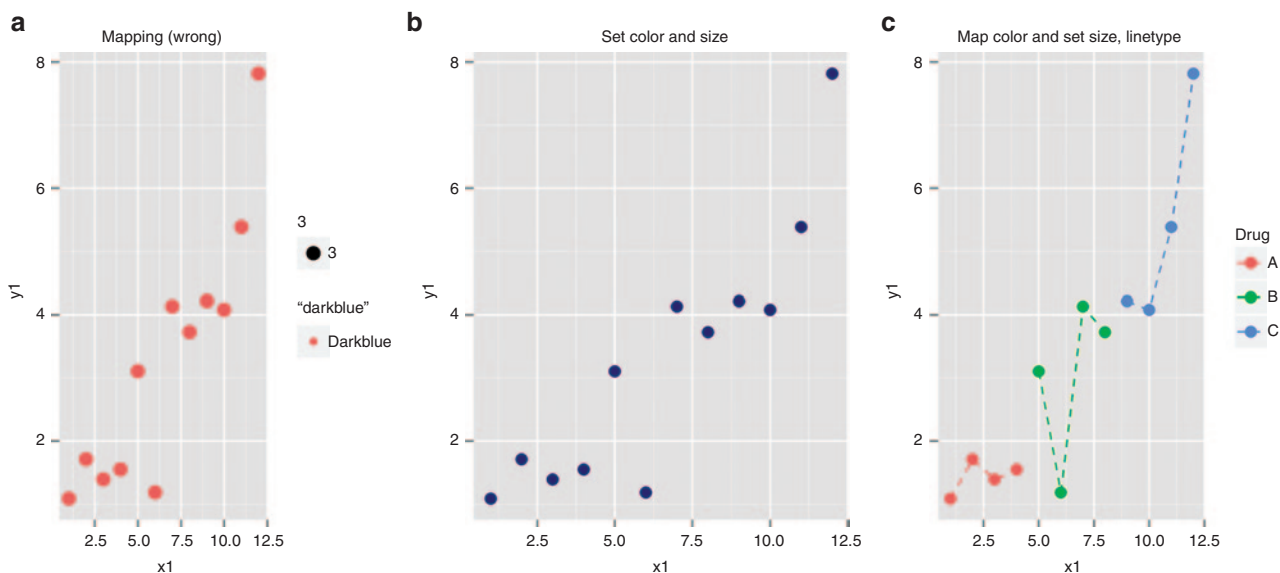 a
Mapping (wrong)
8
6
4
2
y1
2.5 5.0 7.5 10.0 12.5
x1
3
3
“darkblue”
Darkblue
b
Set color and size
8
6
4
2
y1
2.5 5.0 7.5 10.0 12.5
x1
c
Map color and set size, linetype
8
6
4
2
y1
2.5 5.0 7.5 10.0 12.5
x1
Drug
A
B
C